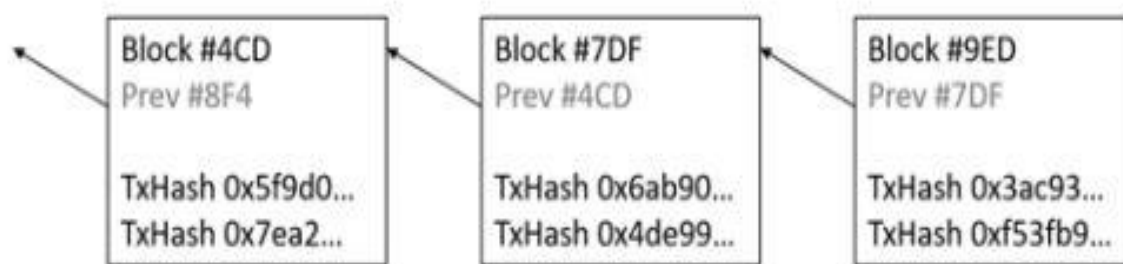 Block #4CD
Prev #8F4
TxHash 0x5f9d0...
TxHash 0x7ea2...
Block #7DF
Prev #4CD
TxHash 0x6ab90...
TxHash 0x4de99...
Block #9ED
Prev #7DF
TxHash 0x3ac93...
TxHash 0xf53fb9...